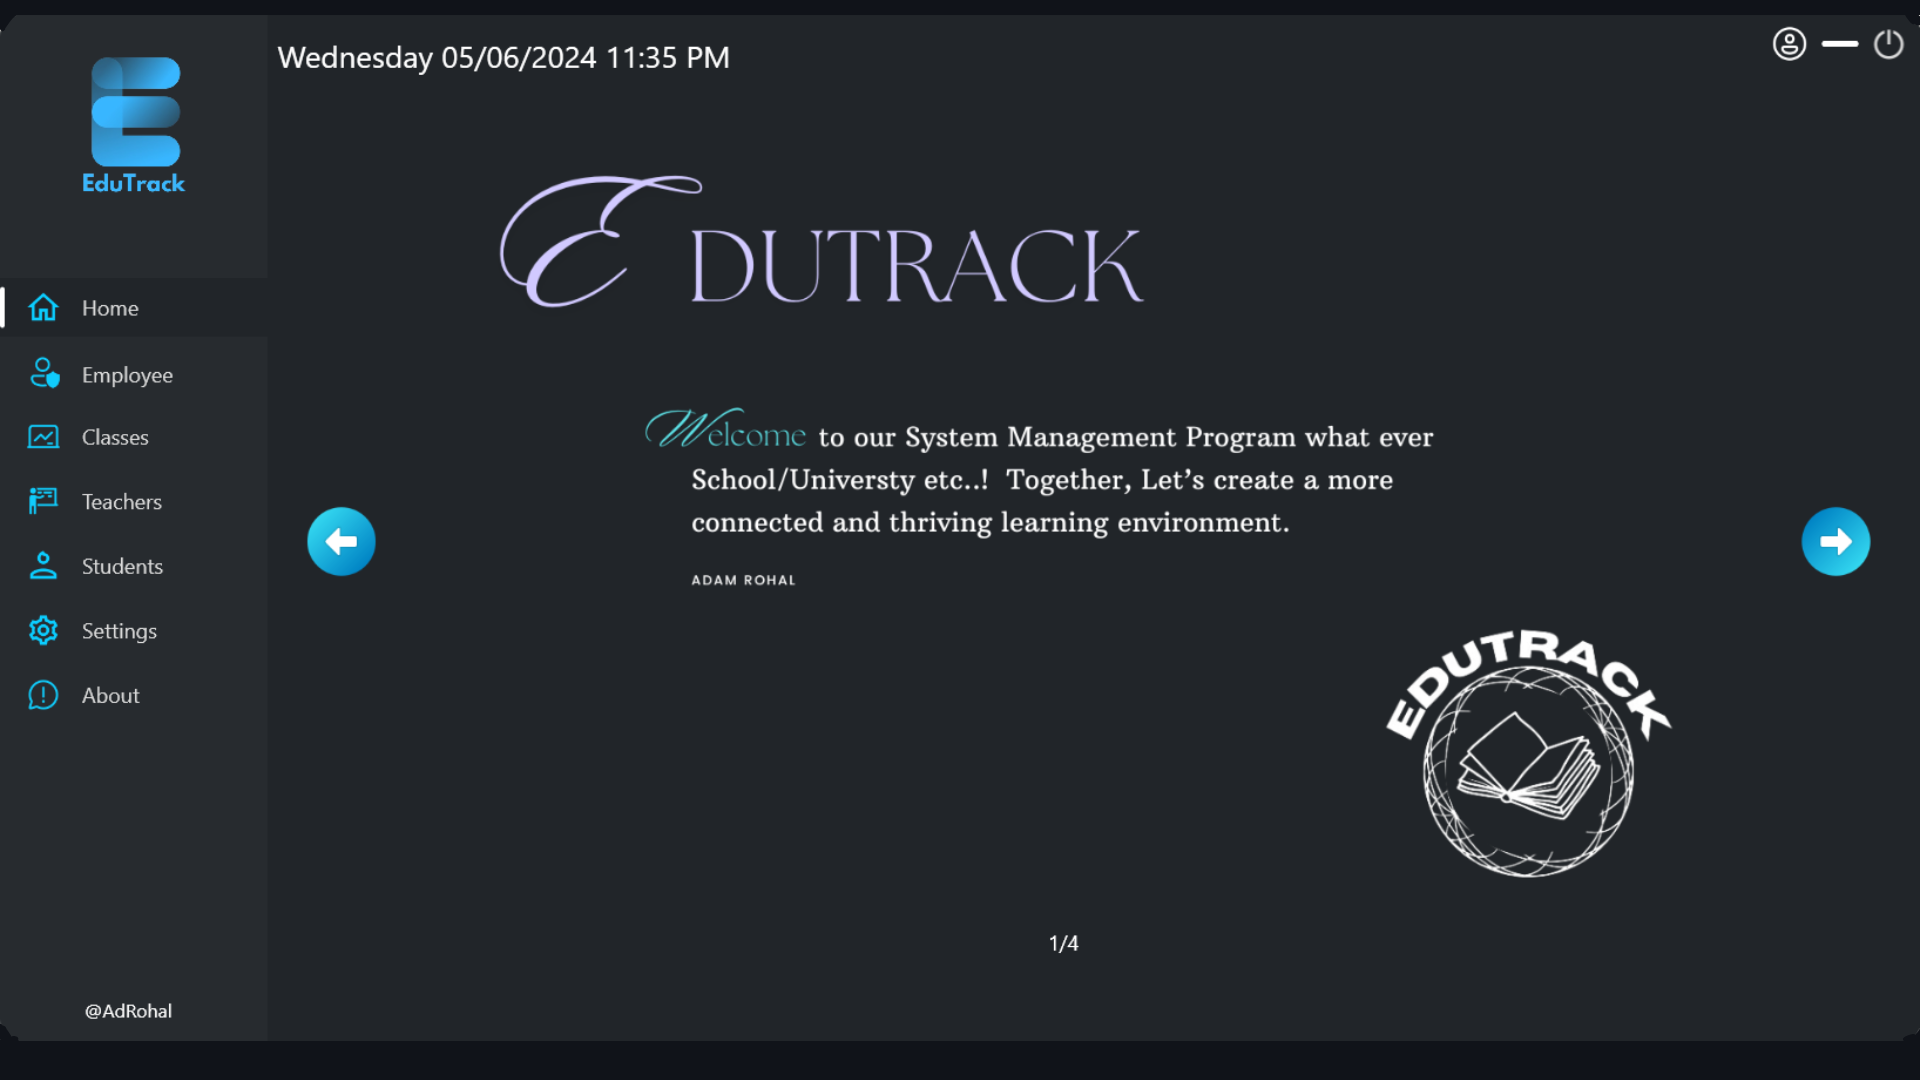 Wednesday 05/06/2024 11:35 PM
EduTrack
Home
Employee
Classes
Teachers
Students
Settings
About
@AdRohal
EDUTRACK
Welcome to our System Management Program what ever
School/Universty etc..! Together, Let's create a more
connected and thriving learning environment.
ADAM ROHAL
EDUTRACK
1/4